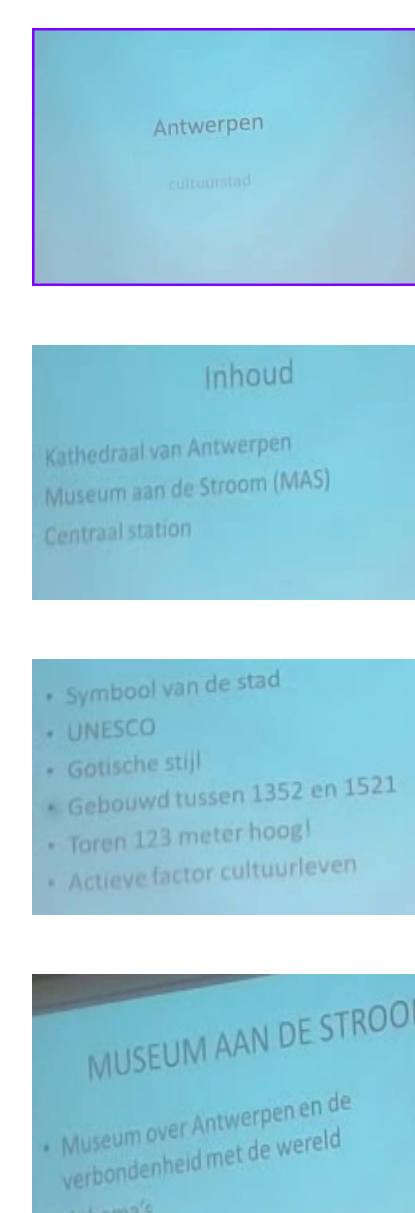 Antwerpen
cultuurstad
Inhoud
Kathedraal van Antwerpen
Museum aan de Stroom (MAS)
Centraal station
• Symbool van de stad
• UNESCO
• Gotische stijl
• Gebouwd tussen 1352 en 1521
• Toren 123 meter hoog!
• Actieve factor cultuurleven
MUSEUM AAN DE STROO
• Museum over Antwerpen en de
verbondenheid met de wereld